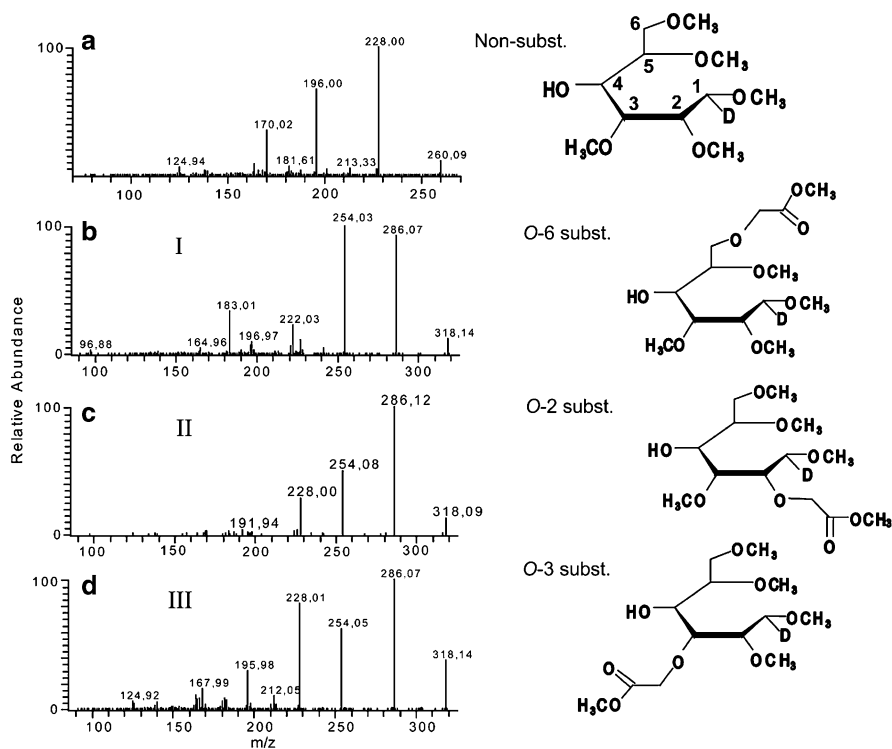 a
100
228,00
196,00
170,02
124,94
181,61
213,33
260,09
100 150 200 250
Non-subst.
6
OCH₃
5
OCH₃
HO
4
3
2
1
OCH₃
D
H₃CO
OCH₃
b
I
100
0
254,03
286,07
183,01
222,03
96,88
164,96
196,97
318,14
100 150 200 250 300
O-6 subst.
OCH₃
O
O
OCH₃
HO
OCH₃
D
H₃CO
OCH₃
Relative Abundance
c
II
100
0
286,12
254,08
228,00
191,94
318,09
100 150 200 250 300
O-2 subst.
OCH₃
OCH₃
HO
OCH₃
D
H₃CO
O
OCH₃
O
d
III
100
0
286,07
228,01
254,05
195,98
167,99
124,92
212,05
318,14
100 150 200 250 300
m/z
O-3 subst.
OCH₃
OCH₃
HO
OCH₃
D
O
OCH₃
O
H₃CO